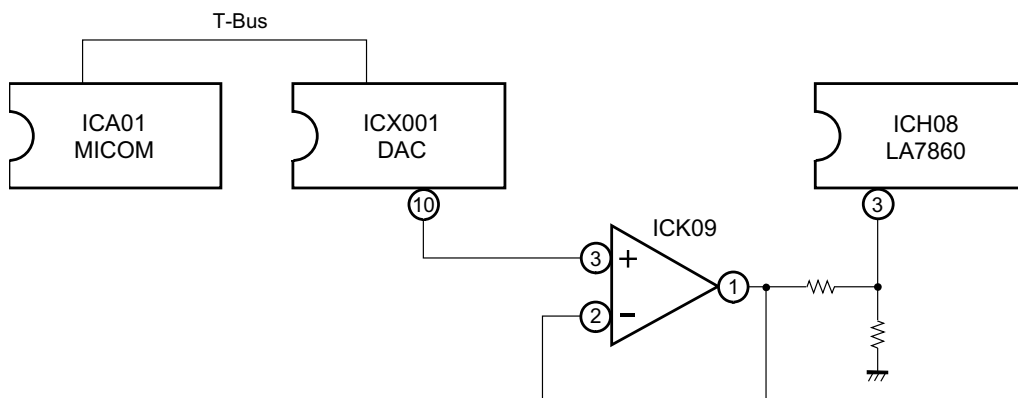 T-Bus
ICA01
MICOM
ICX001
DAC
ICH08
LA7860
10
3
ICK09
3
+
1
2
−